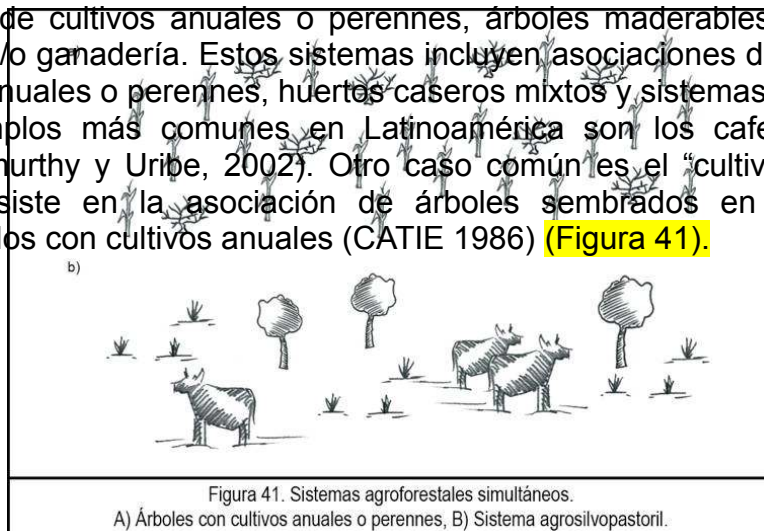 de cultivos anuales o perennes, árboles maderables
/o ganadería. Estos sistemas incluyen asociaciones d
nuales o perennes, huertos caseros mixtos y sistemas
plos más comunes en Latinoamérica son los cafe
urthy y Uribe, 2002). Otro caso común es el “cultiv
siste en la asociación de árboles sembrados en
dos con cultivos anuales (CATIE 1986) (Figura 41).
b)
Figura 41. Sistemas agroforestales simultáneos.
A) Árboles con cultivos anuales o perennes, B) Sistema agrosilvopastoril.